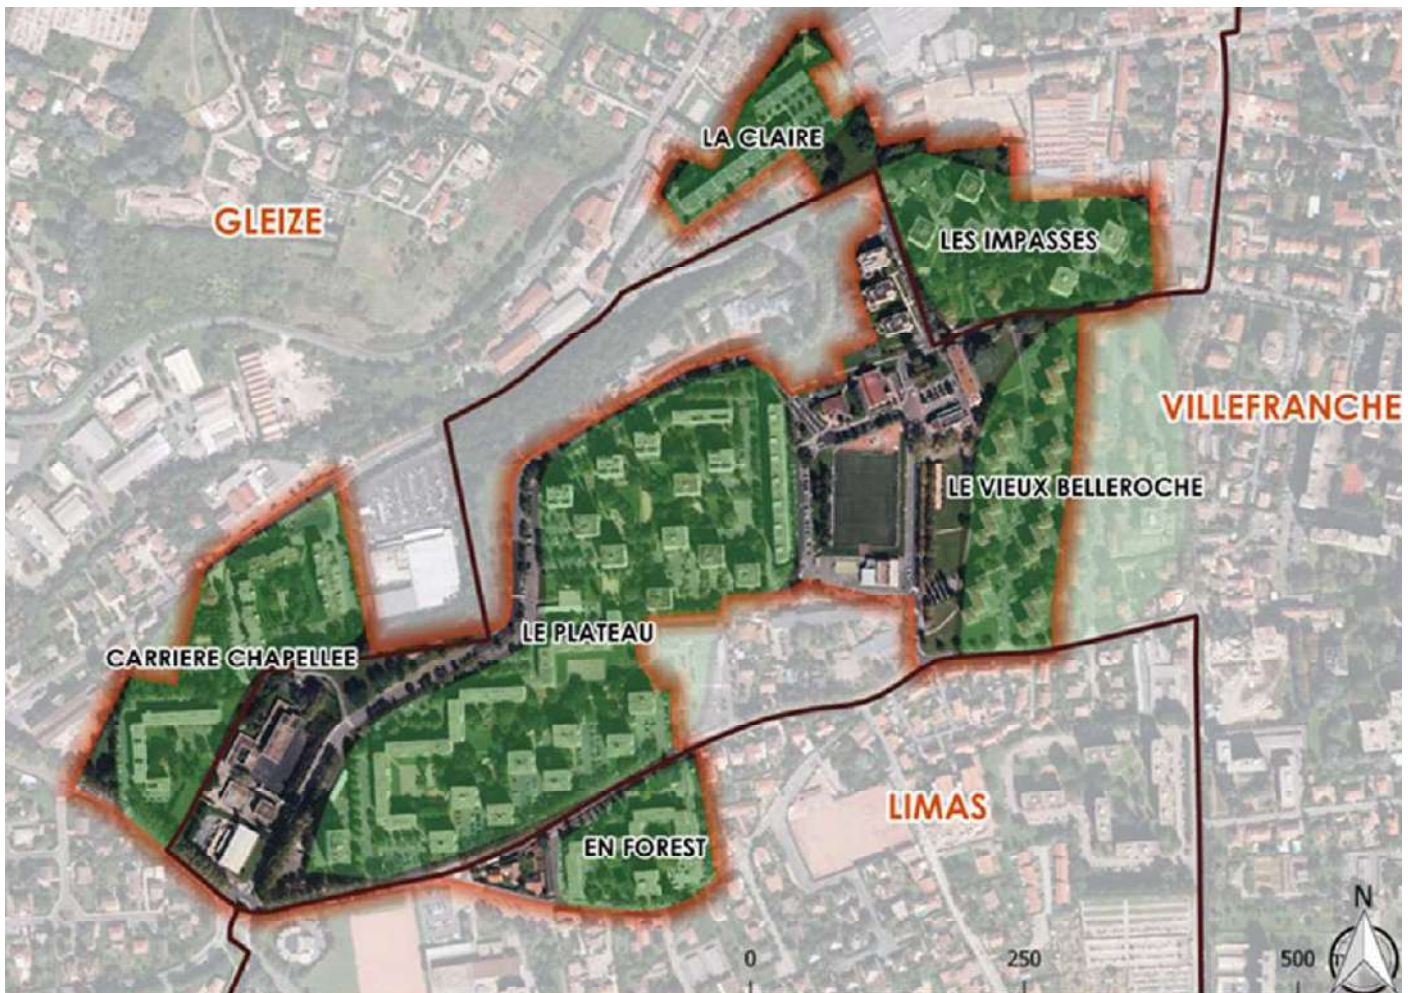 LA CLAIRE
GLEIZE
LES IMPASSES
VILLEFRANCHE
LE VIEUX BELLEROCHE
LE PLATEAU
CARRIERE CHAPELLEE
LIMAS
EN FOREST
N
0 250 500